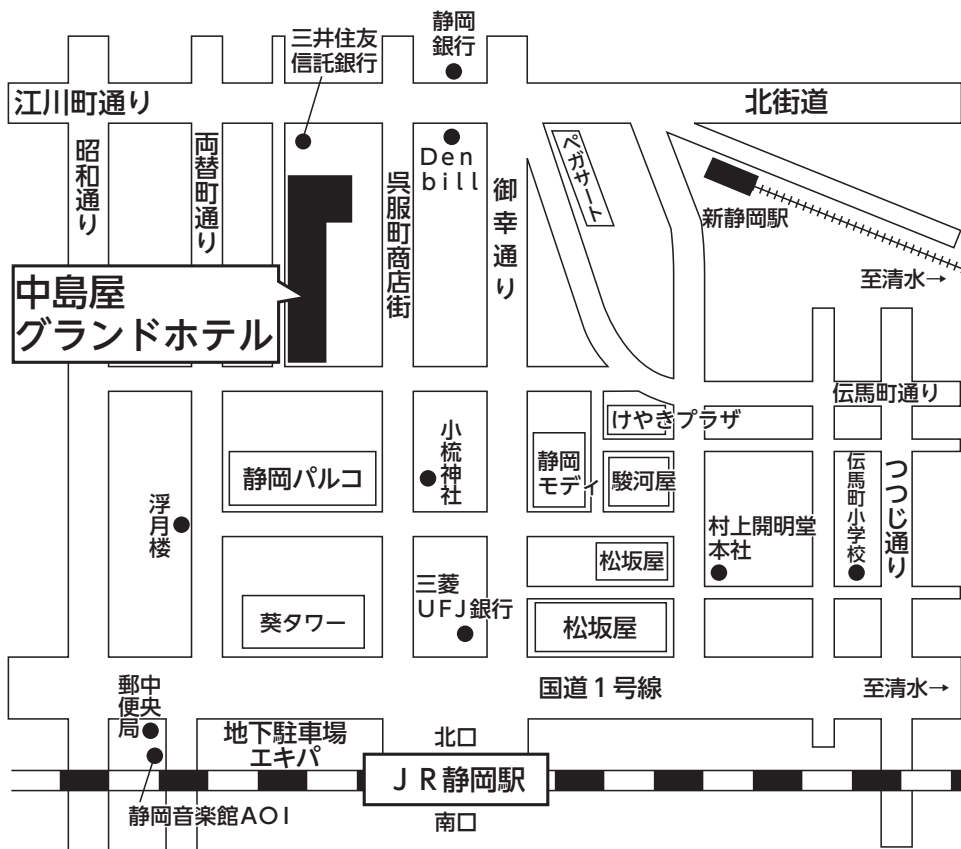 静岡
銀行
三井住友
信託銀行
江川町通り
北街道
昭和通り
両替町通り
Den
bill
呉服町商店街
御幸通り
ペガサート
新静岡駅
至清水→
中島屋
グランドホテル
伝馬町通り
けやきプラザ
静岡パルコ
小梳神社
静岡
モディ
駿河屋
伝馬町小学校
つつじ通り
浮月楼
村上開明堂
本社
松坂屋
三菱
UFJ銀行
葵タワー
松坂屋
国道1号線
至清水→
中央
郵便局
地下駐車場
エキパ
北口
JR静岡駅
静岡音楽館AOI
南口